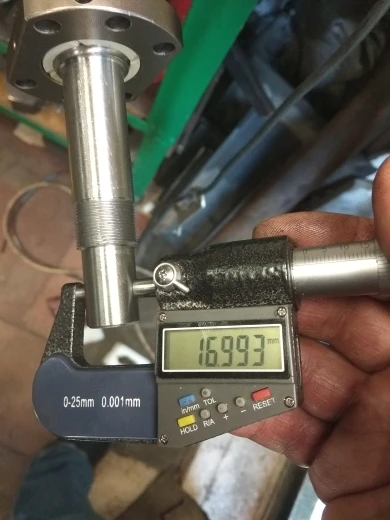 16.993 mm
0-25mm 0.001mm
in/mm TOL
HOLD R/A + − RESET